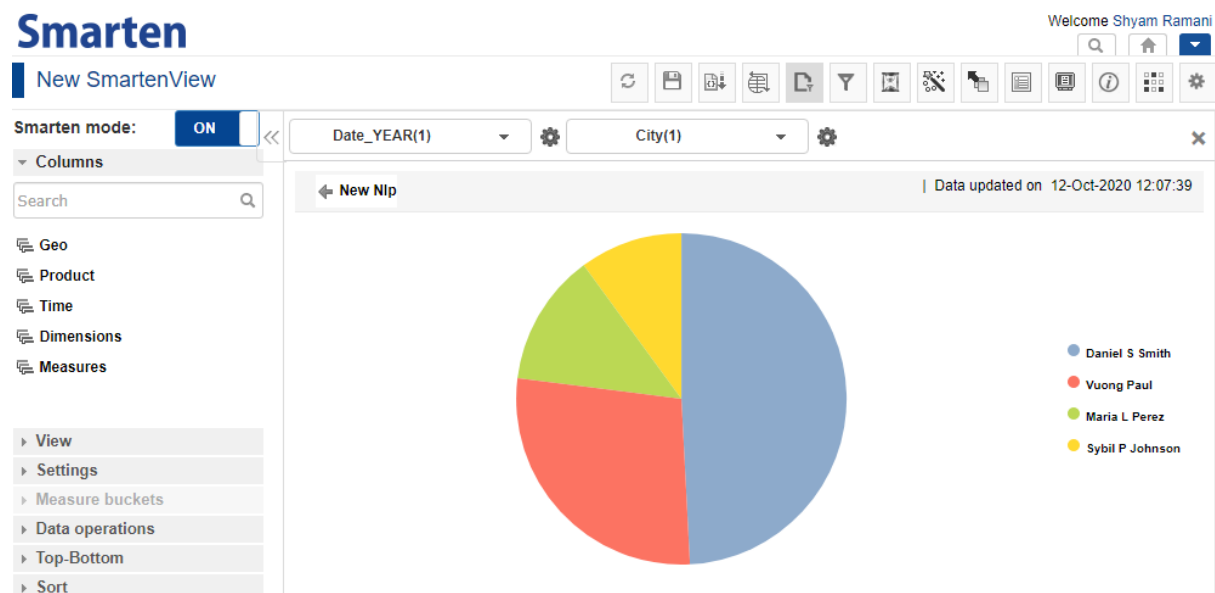 Smarten
Welcome Shyam Ramani
New SmartenView
Smarten mode:
ON
Date_YEAR(1)
City(1)
Columns
Search
New Nlp
| Data updated on 12-Oct-2020 12:07:39
Geo
Product
Time
Dimensions
Measures
Daniel S Smith
Vuong Paul
Maria L Perez
Sybil P Johnson
View
Settings
Measure buckets
Data operations
Top-Bottom
Sort